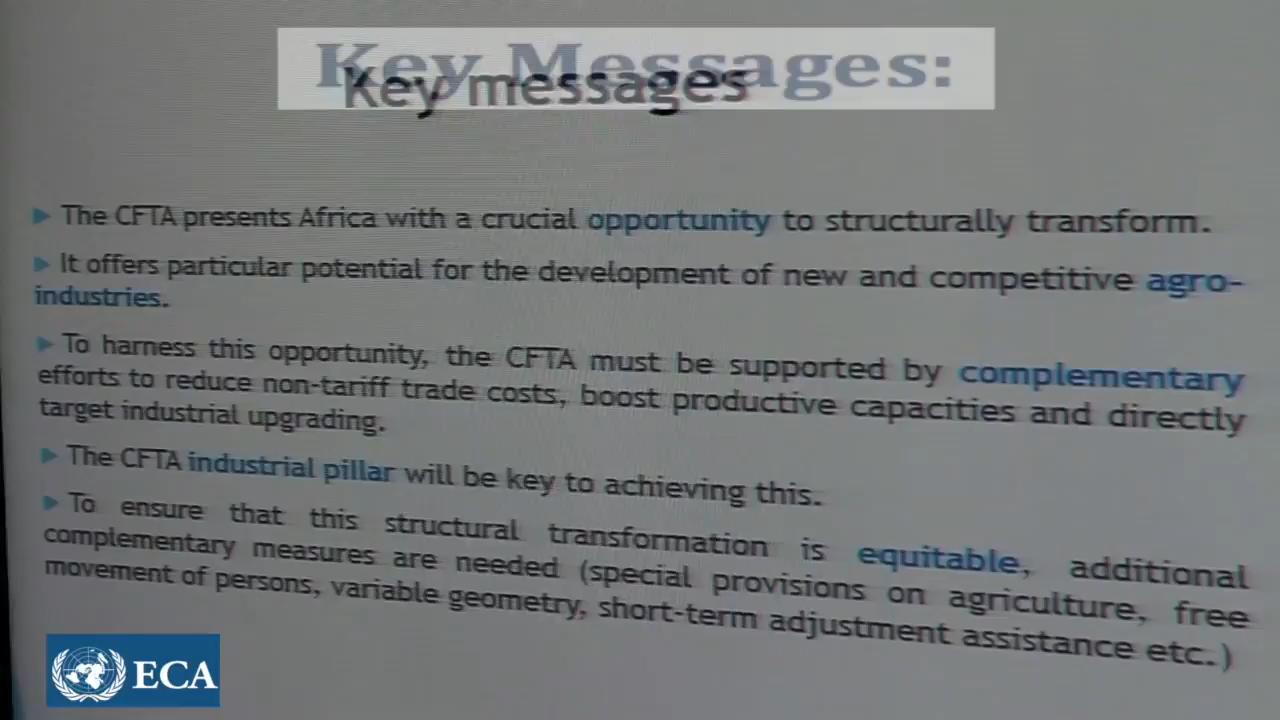 Key Messages:
Key messages
The CFTA presents Africa with a crucial opportunity to structurally transform.
It offers particular potential for the development of new and competitive agro-
industries.
To harness this opportunity, the CFTA must be supported by complementary
efforts to reduce non-tariff trade costs, boost productive capacities and directly
target industrial upgrading.
The CFTA industrial pillar will be key to achieving this.
To ensure that this structural transformation is equitable, additional
complementary measures are needed (special provisions on agriculture, free
movement of persons, variable geometry, short-term adjustment assistance etc.)
ECA